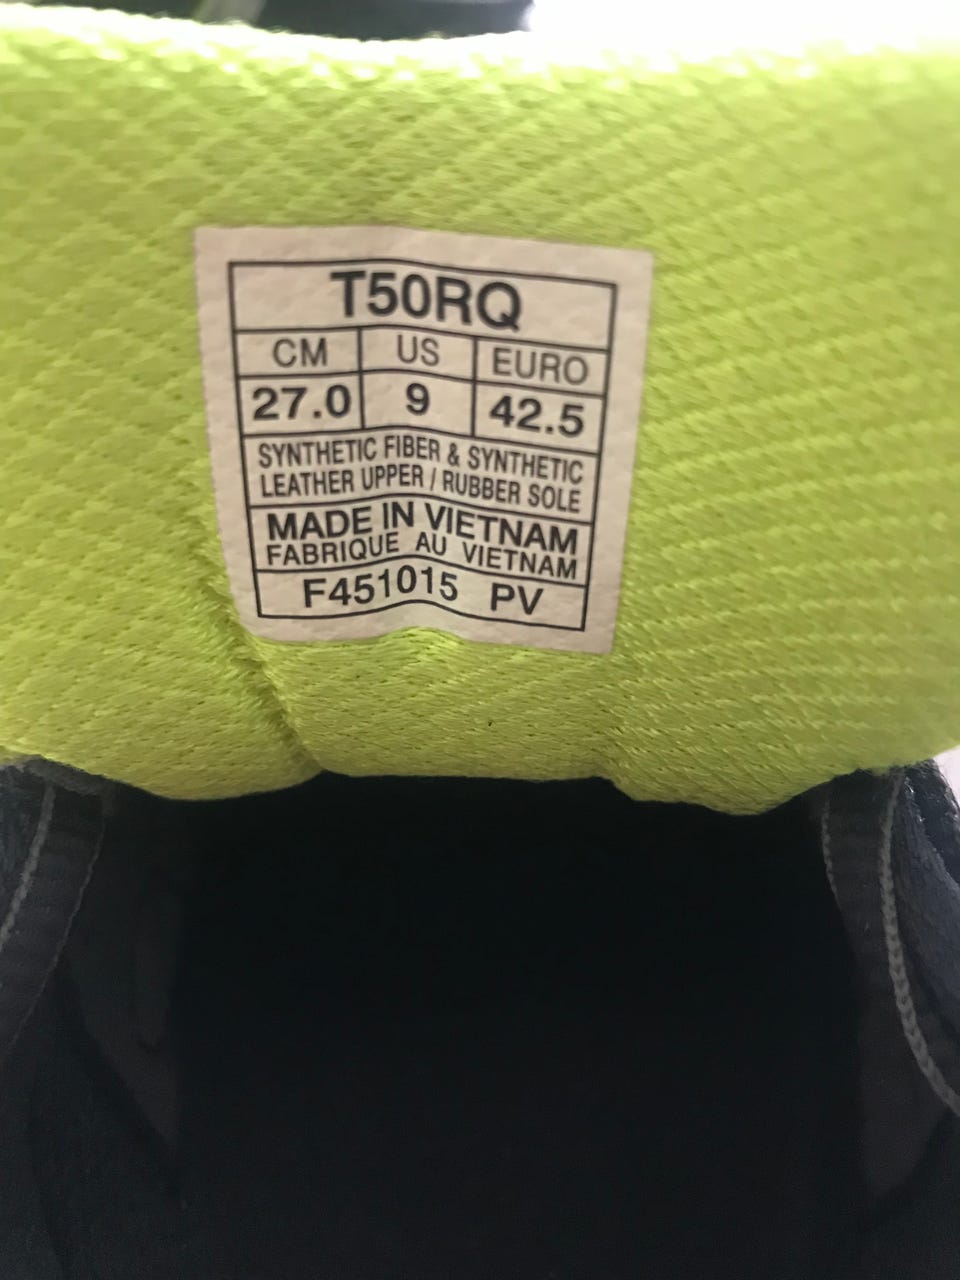 T50RQ
CM US EURO
27.0 9 42.5
SYNTHETIC FIBER & SYNTHETIC
LEATHER UPPER / RUBBER SOLE
MADE IN VIETNAM
FABRIQUE AU VIETNAM
F451015 PV